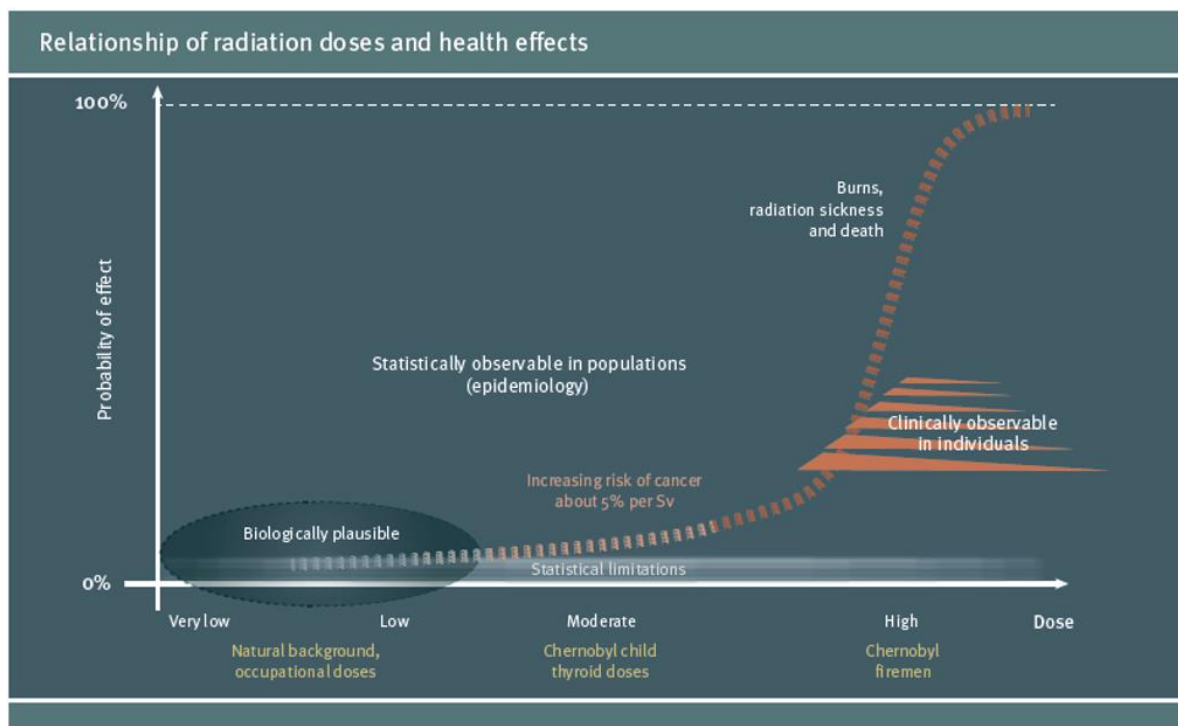 Relationship of radiation doses and health effects
100%
Burns,
radiation sickness
and death
Probability of effect
Statistically observable in populations
(epidemiology)
Clinically observable
in individuals
Increasing risk of cancer
about 5% per Sv
Biologically plausible
Statistical limitations
0%
Very low
Low
Moderate
High
Dose
Natural background,
occupational doses
Chernobyl child
thyroid doses
Chernobyl
firemen